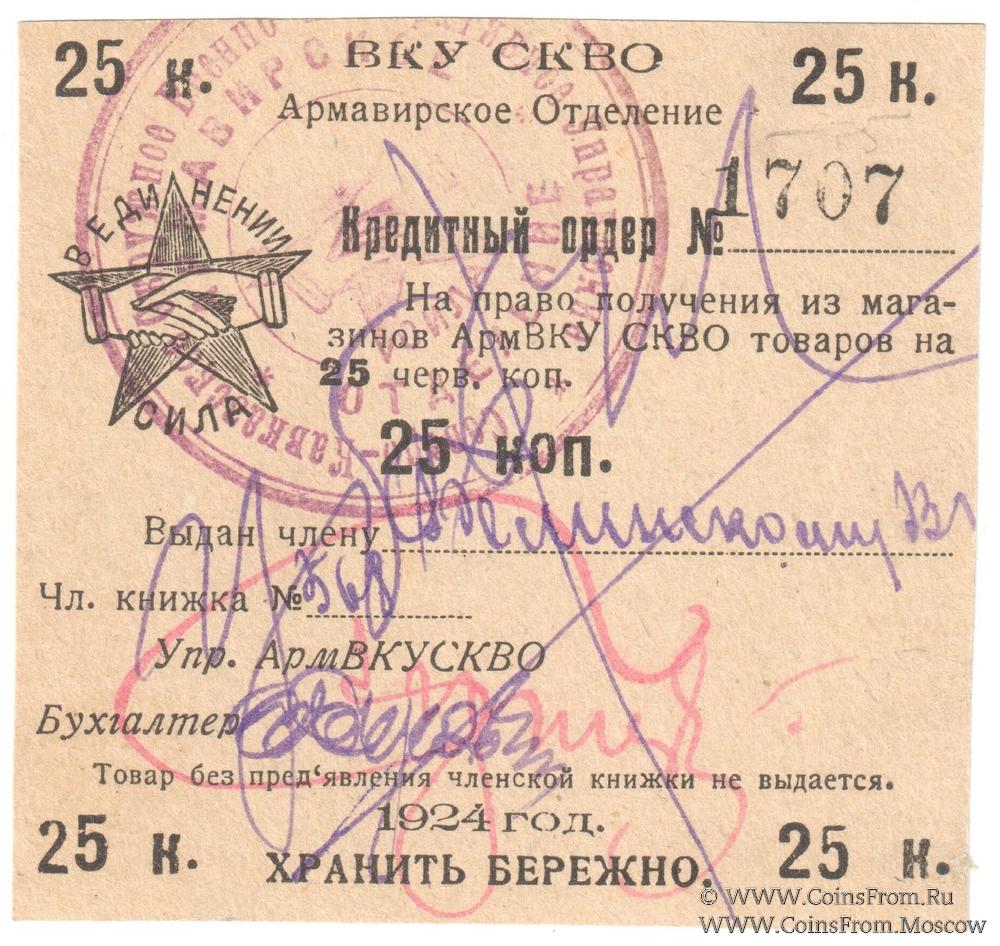 25 к. ВКУ СКВО 25 к.
Армавирское Отделение
В ЕДИНЕНИИ СИЛА
Кредитный ордер № 1707
На право получения из мага-
зинов АрмВКУ СКВО товаров на
25 черв. коп.
25 коп.
Выдан члену
Чл. книжка № 568
Упр. АрмВКУСКВО
Бухгалтер
Товар без пред‘явления членской книжки не выдается.
25 к. 1924 год. 25 к.
ХРАНИТЬ БЕРЕЖНО.
© WWW.CoinsFrom.Ru
WWW.CoinsFrom.Moscow